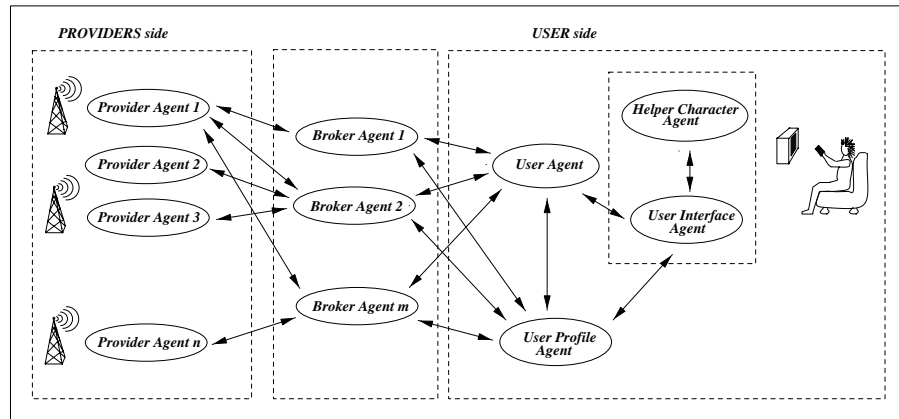 PROVIDERS side
USER side
Provider Agent 1
Provider Agent 2
Provider Agent 3
Provider Agent n
Broker Agent 1
Broker Agent 2
Broker Agent m
User Agent
User Profile
Agent
Helper Character
Agent
User Interface
Agent